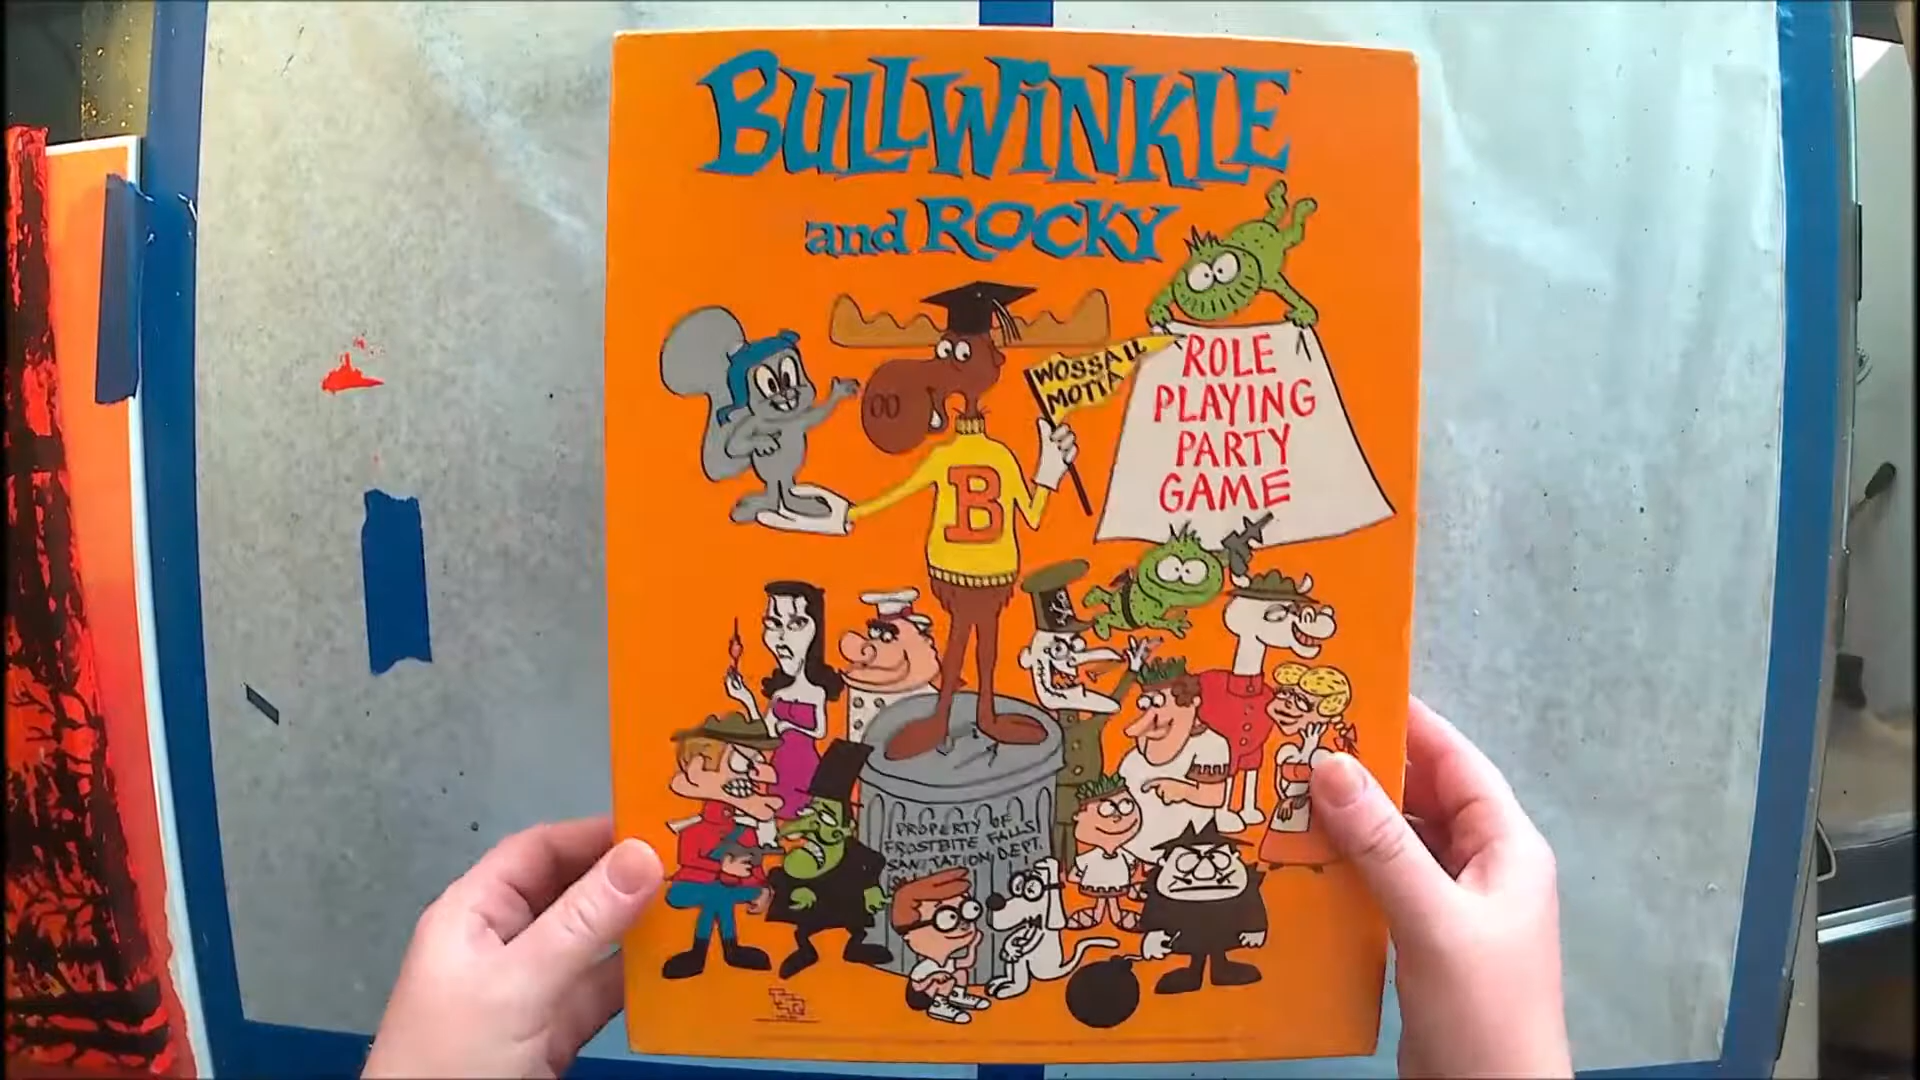 BULLWiNKLE
and ROCKY
WOSSAMOTTA
ROLE
PLAYING
PARTY
GAME
B
PROPERTY OF
FROSTBITE FALLS
SANITATION DEPT.